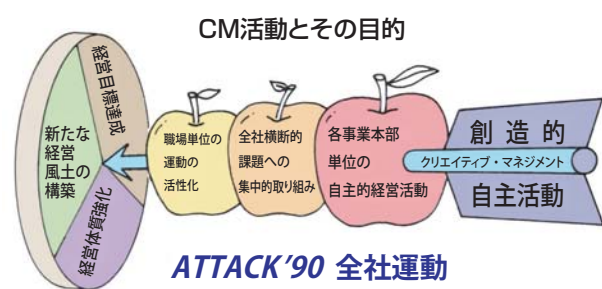 CM活動とその目的
経営目標達成
新たな
経営
風土の
構築
経営体質強化
職場単位の
運動の
活性化
全社横断的
課題への
集中的取り組み
各事業本部
単位の
自主的経営活動
創造的
クリエイティブ・マネジメント
自主活動
ATTACK'90 全社運動